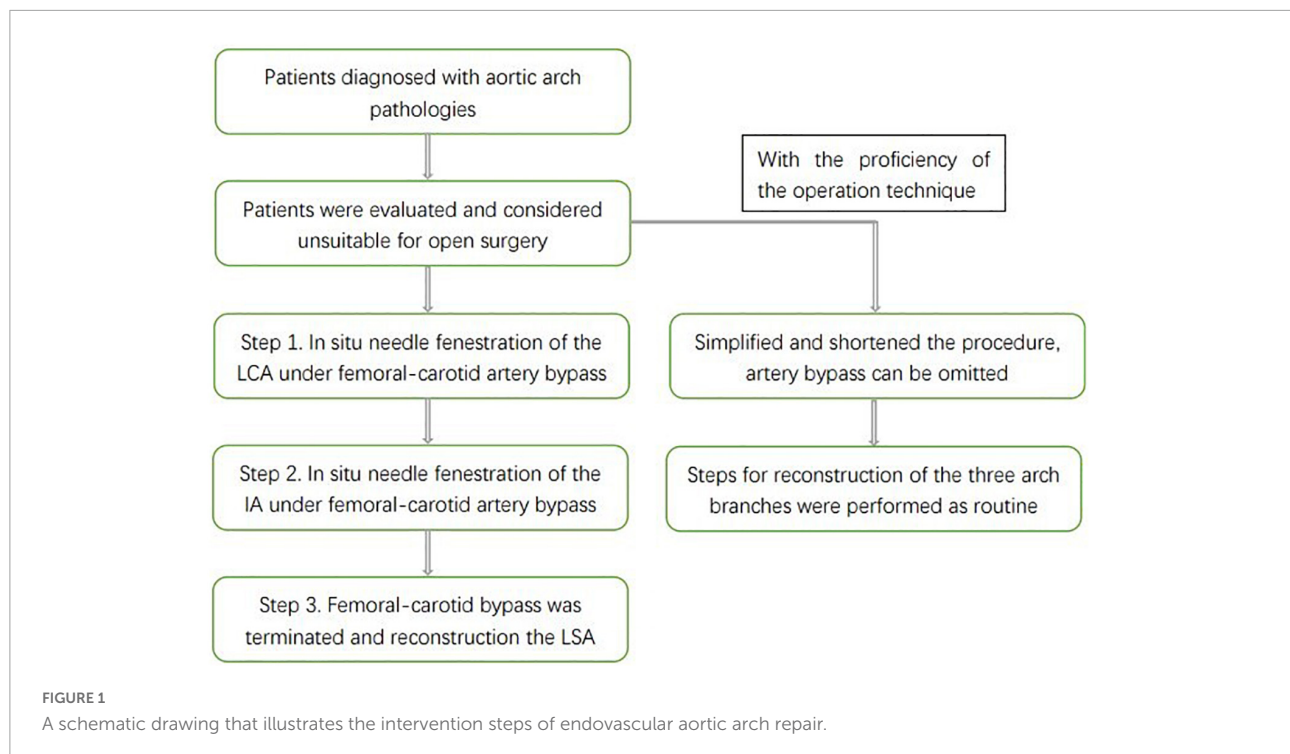 Patients diagnosed with aortic arch
pathologies
With the proficiency of
the operation technique
Patients were evaluated and considered
unsuitable for open surgery
Step 1. In situ needle fenestration of the
LCA under femoral-carotid artery bypass
Simplified and shortened the procedure,
artery bypass can be omitted
Step 2. In situ needle fenestration of the
IA under femoral-carotid artery bypass
Steps for reconstruction of the three arch
branches were performed as routine
Step 3. Femoral-carotid bypass was
terminated and reconstruction the LSA
FIGURE 1
A schematic drawing that illustrates the intervention steps of endovascular aortic arch repair.